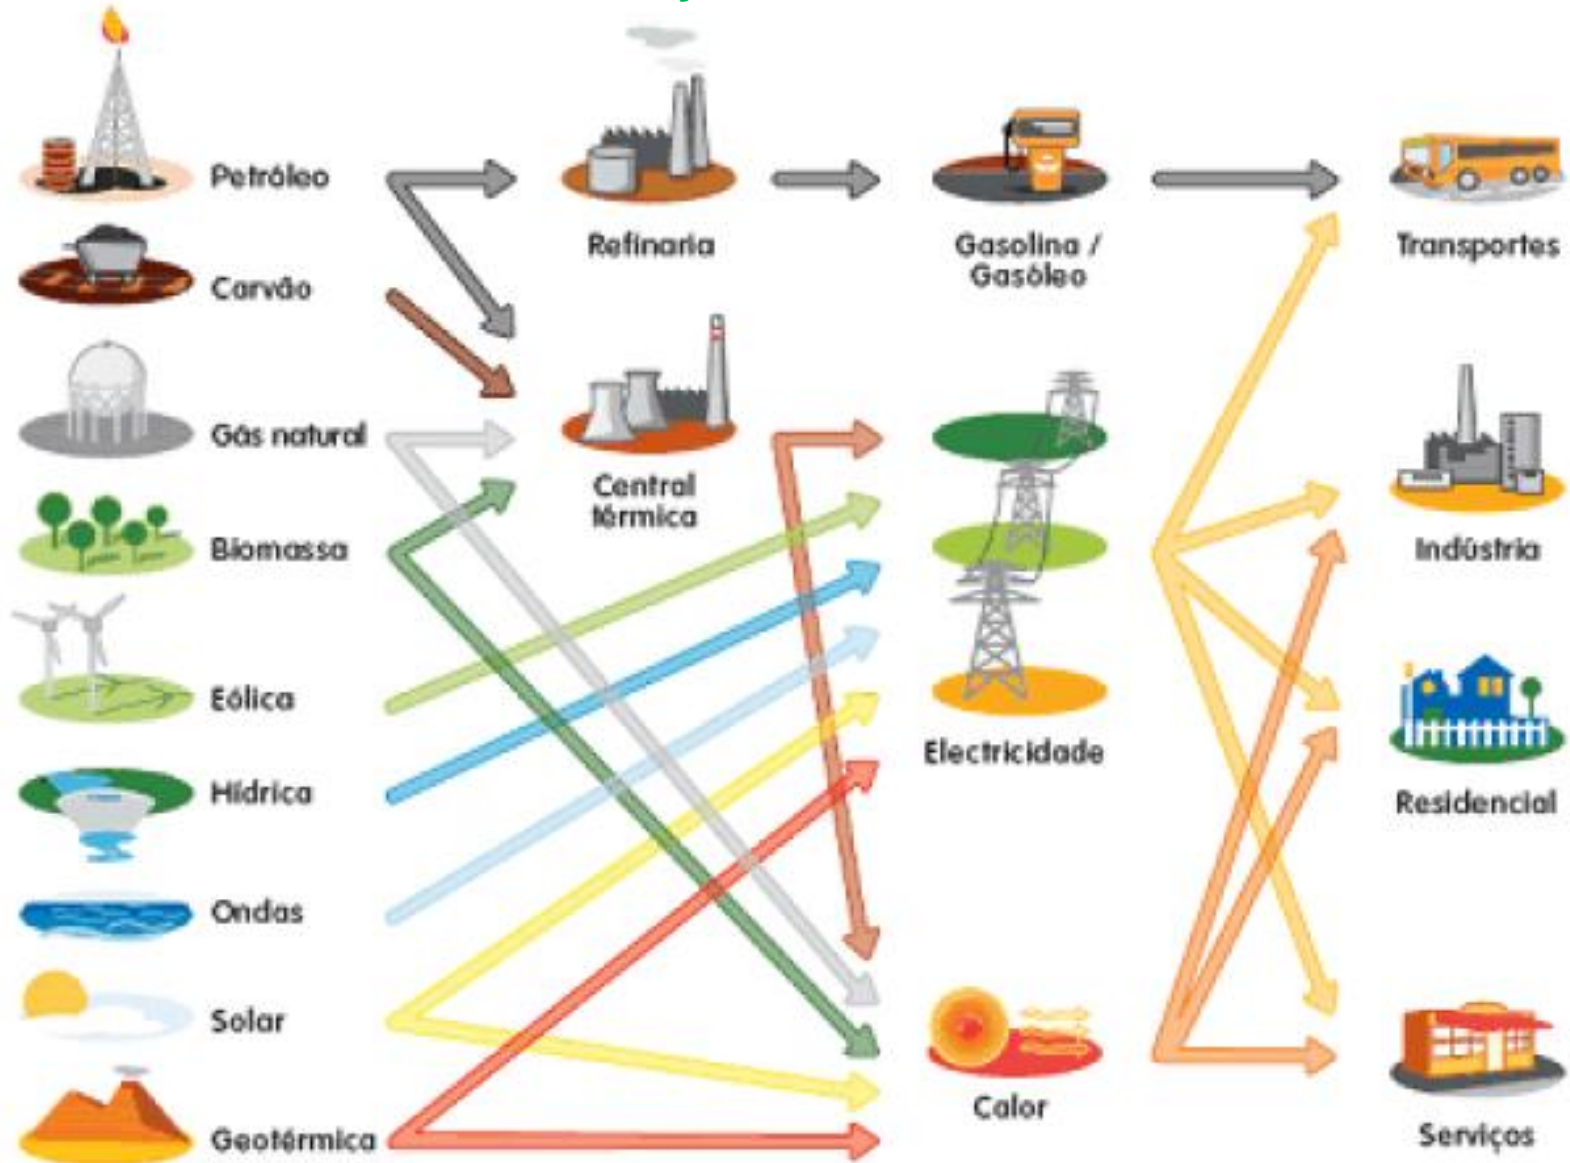 Petróleo
Carvão
Gás natural
Biomassa
Eólica
Hídrica
Ondas
Solar
Geotérmica
Refinaria
Central
térmica
Gasolina /
Gasóleo
Electricidade
Calor
Transportes
Indústria
Residencial
Serviços